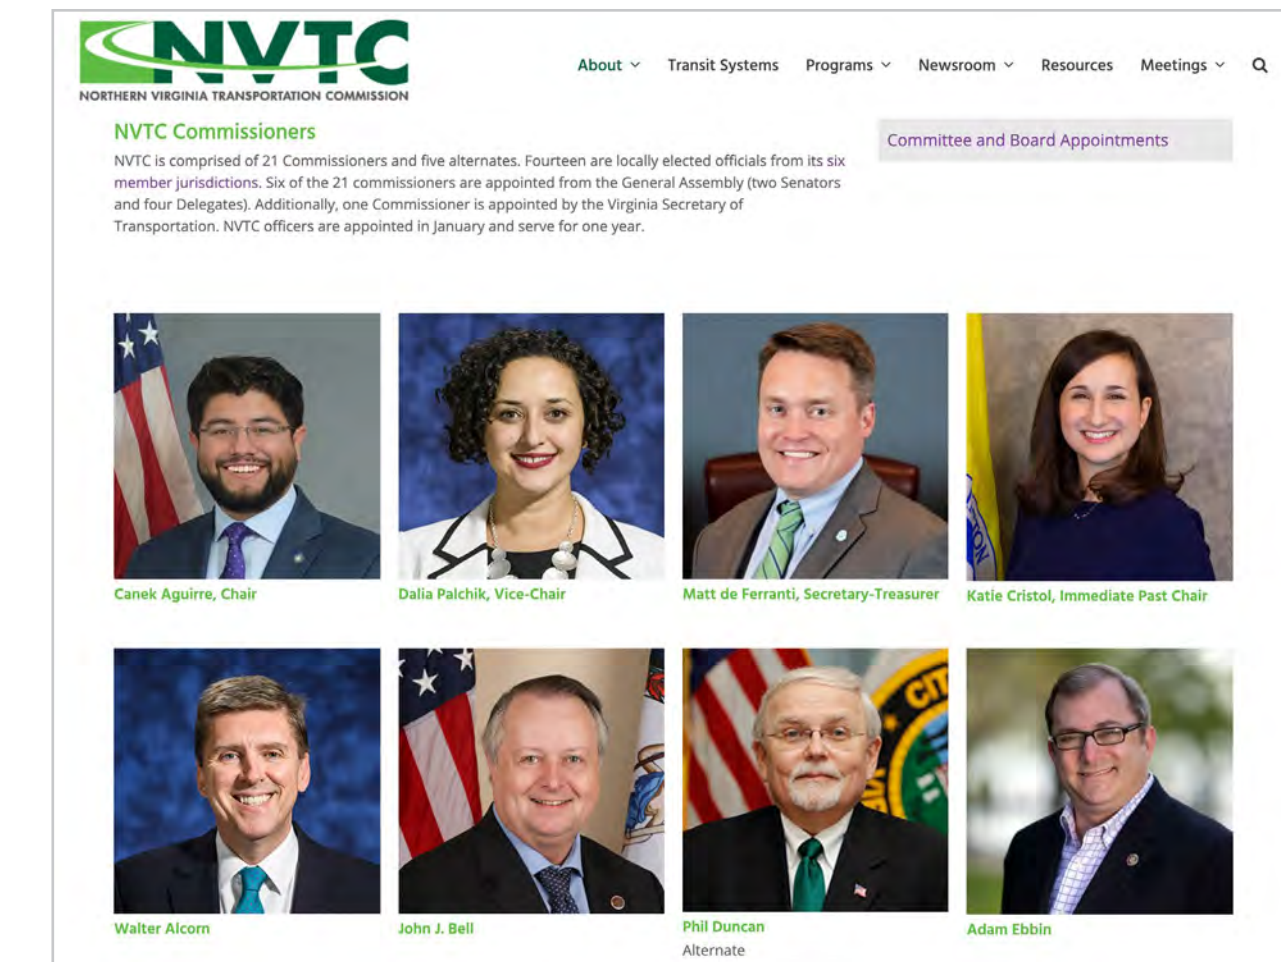 NVTC
NORTHERN VIRGINIA TRANSPORTATION COMMISSION
About Transit Systems Programs Newsroom Resources Meetings
NVTC Commissioners
NVTC is comprised of 21 Commissioners and five alternates. Fourteen are locally elected officials from its six
member jurisdictions. Six of the 21 commissioners are appointed from the General Assembly (two Senators
and four Delegates). Additionally, one Commissioner is appointed by the Virginia Secretary of
Transportation. NVTC officers are appointed in January and serve for one year.
Committee and Board Appointments
Canek Aguirre, Chair
Dalia Palchik, Vice-Chair
Matt de Ferranti, Secretary-Treasurer
Katie Cristol, Immediate Past Chair
Walter Alcorn
John J. Bell
Phil Duncan
Alternate
Adam Ebbin